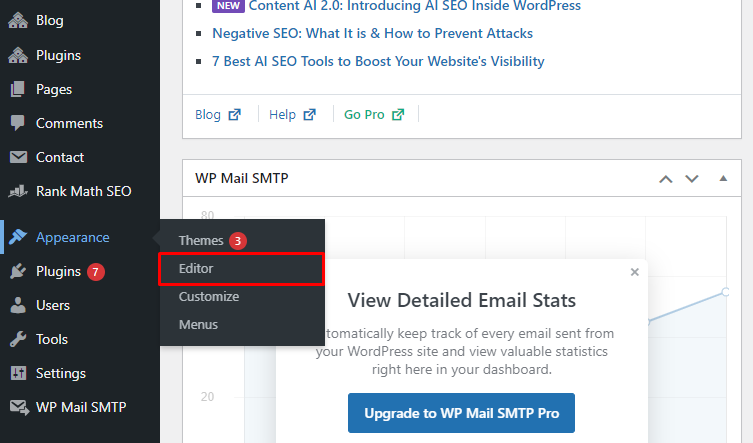 Blog
Plugins
Pages
Comments
Contact
Rank Math SEO
Appearance
Plugins 7
Users
Tools
Settings
WP Mail SMTP
Themes 3
Editor
Customize
Menus
NEW Content AI 2.0: Introducing AI SEO Inside WordPress
Negative SEO: What It is & How to Prevent Attacks
7 Best AI SEO Tools to Boost Your Website's Visibility
Blog Help Go Pro
WP Mail SMTP
80
20
View Detailed Email Stats
utomatically keep track of every email sent from
your WordPress site and view valuable statistics
right here in your dashboard.
Upgrade to WP Mail SMTP Pro